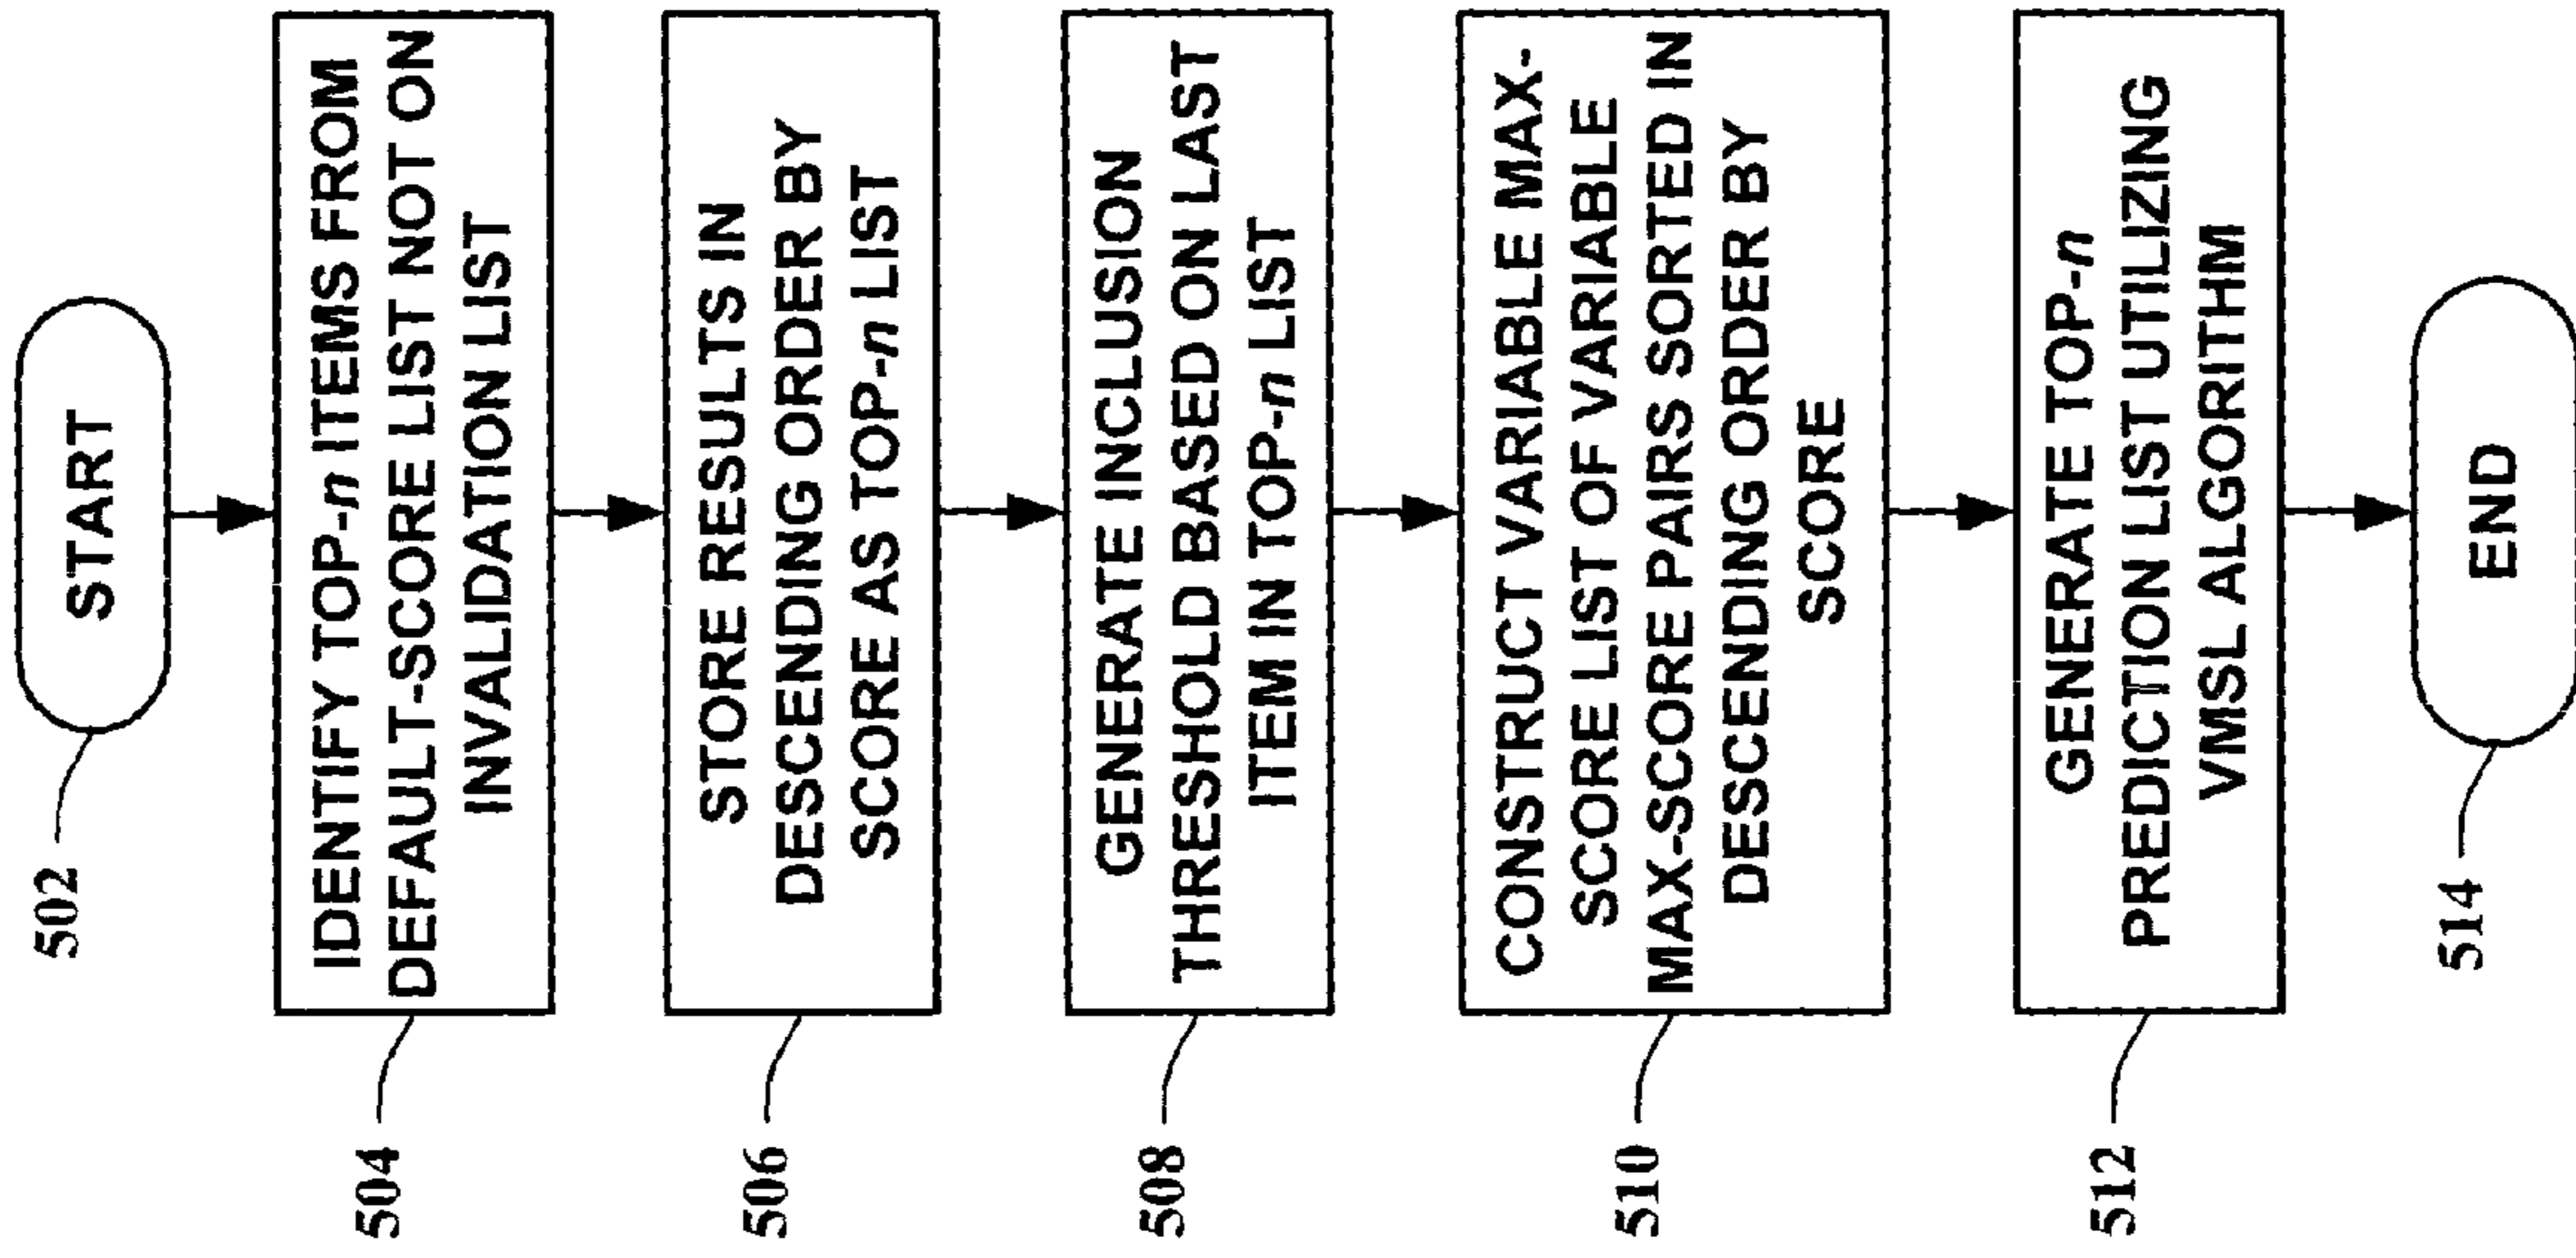 START
502
IDENTIFY TOP-n ITEMS FROM
DEFAULT-SCORE LIST NOT ON
INVALIDATION LIST
504
STORE RESULTS IN
DESCENDING ORDER BY
SCORE AS TOP-n LIST
506
GENERATE INCLUSION
THRESHOLD BASED ON LAST
ITEM IN TOP-n LIST
508
CONSTRUCT VARIABLE MAX-
SCORE LIST OF VARIABLE
MAX-SCORE PAIRS SORTED IN
DESCENDING ORDER BY
SCORE
510
GENERATE TOP-n
PREDICTION LIST UTILIZING
VMSL ALGORITHM
512
END
514